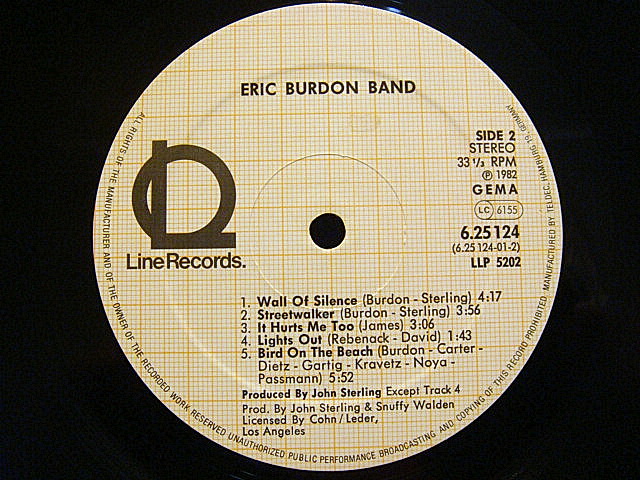 ERIC BURDON BAND
SIDE 2
STEREO
33 1/3 RPM
Ⓟ 1982
GEMA
LC 6155
6.25124
(6.25124-01-2)
LLP 5202
LineRecords.
1. Wall Of Silence (Burdon - Sterling) 4:17
2. Streetwalker (Burdon - Sterling) 3:56
3. It Hurts Me Too (James) 3:06
4. Lights Out (Rebenack - David) 1:43
5. Bird On The Beach (Burdon - Carter -
Dietz - Gartig - Kravetz - Noya -
Passmann) 5:52
Produced By John Sterling Except Track 4
Prod. By John Sterling & Snuffy Walden
Licensed By Cohn/Leder,
Los Angeles
ALL RIGHTS OF THE MANUFACTURER AND OF THE OWNER OF THE RECORDED WORK RESERVED UNAUTHORIZED PUBLIC PERFORMANCE BROADCASTING AND COPYING OF THIS RECORD PROHIBITED. MANUFACTURED BY TELDEC, HAMBURG 19, GERMANY